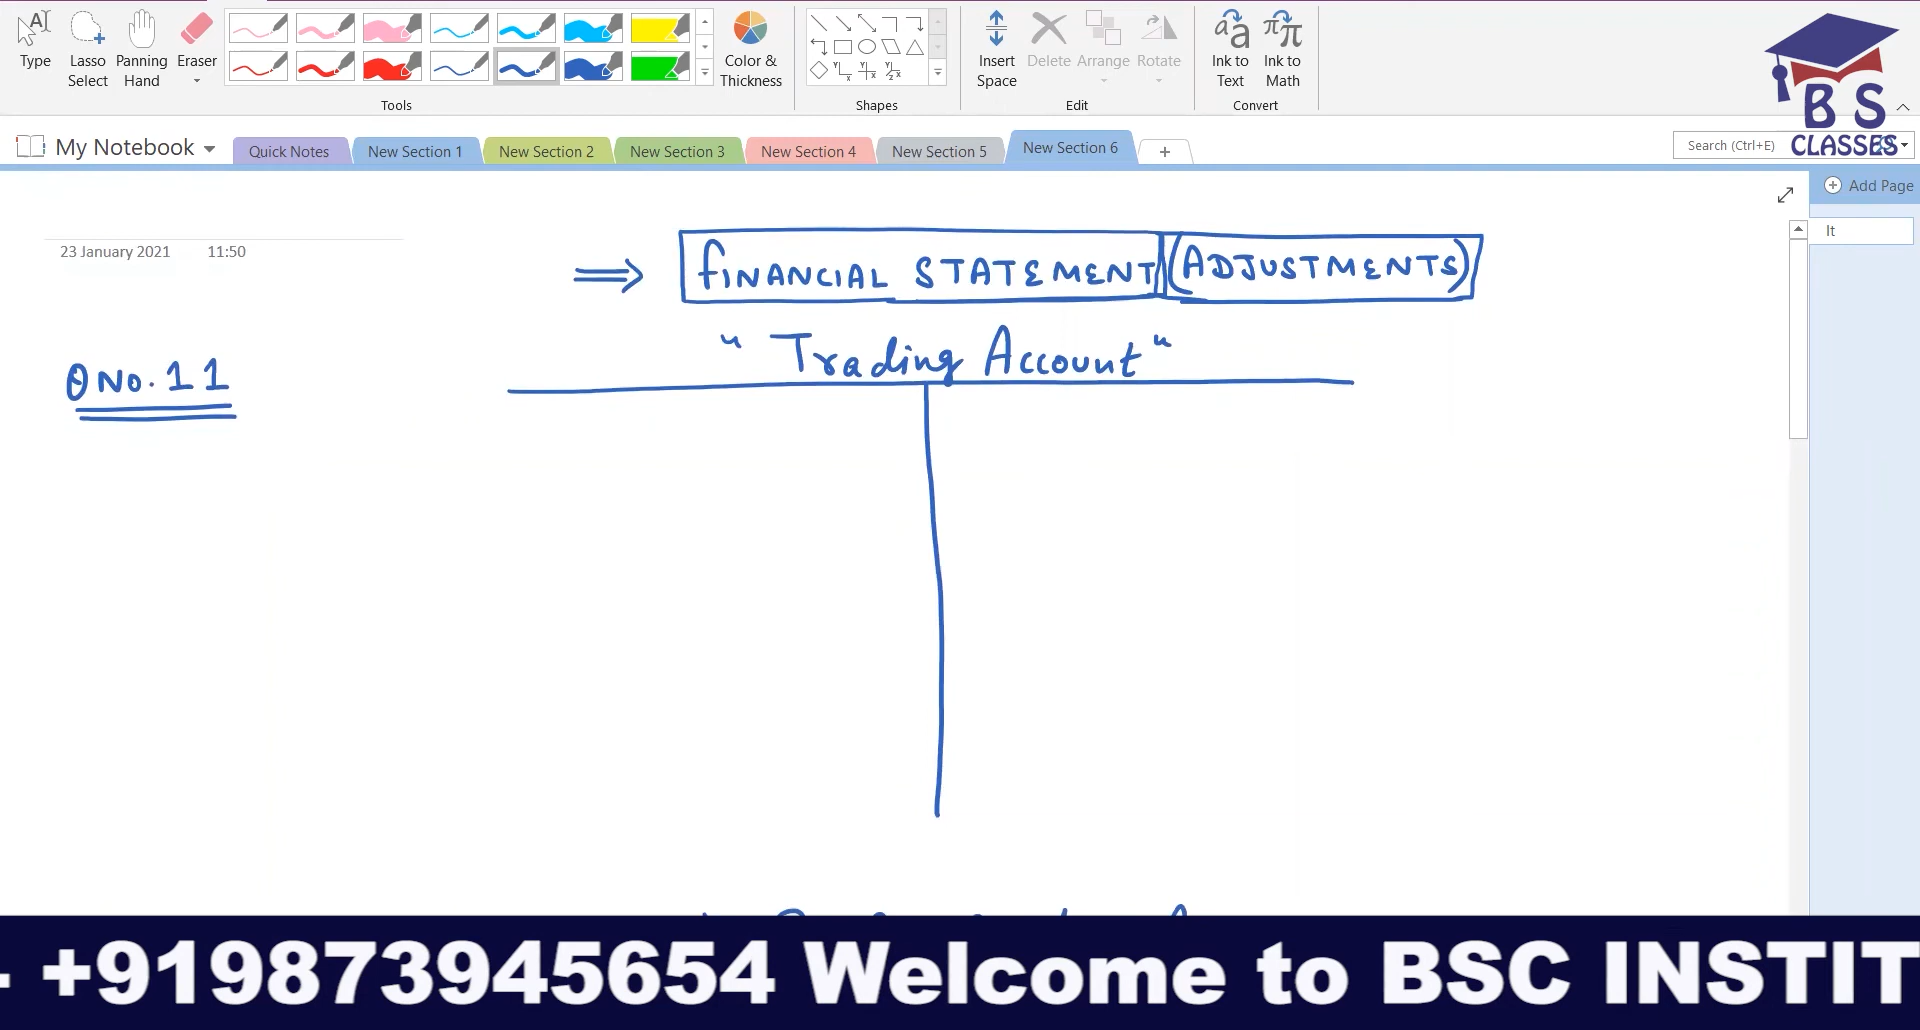 Type
Lasso Select
Panning Hand
Eraser
Color & Thickness
Tools
Shapes
Insert Space
Delete
Arrange
Rotate
Edit
Ink to Text
Ink to Math
Convert
BS
CLASSES
My Notebook
Quick Notes
New Section 1
New Section 2
New Section 3
New Section 4
New Section 5
New Section 6
Search (Ctrl+E)
Add Page
It
23 January 2021 11:50
⇒ FINANCIAL STATEMENT (ADJUSTMENTS)
" Trading Account "
Q No. 11
- +919873945654 Welcome to BSC INSTIT